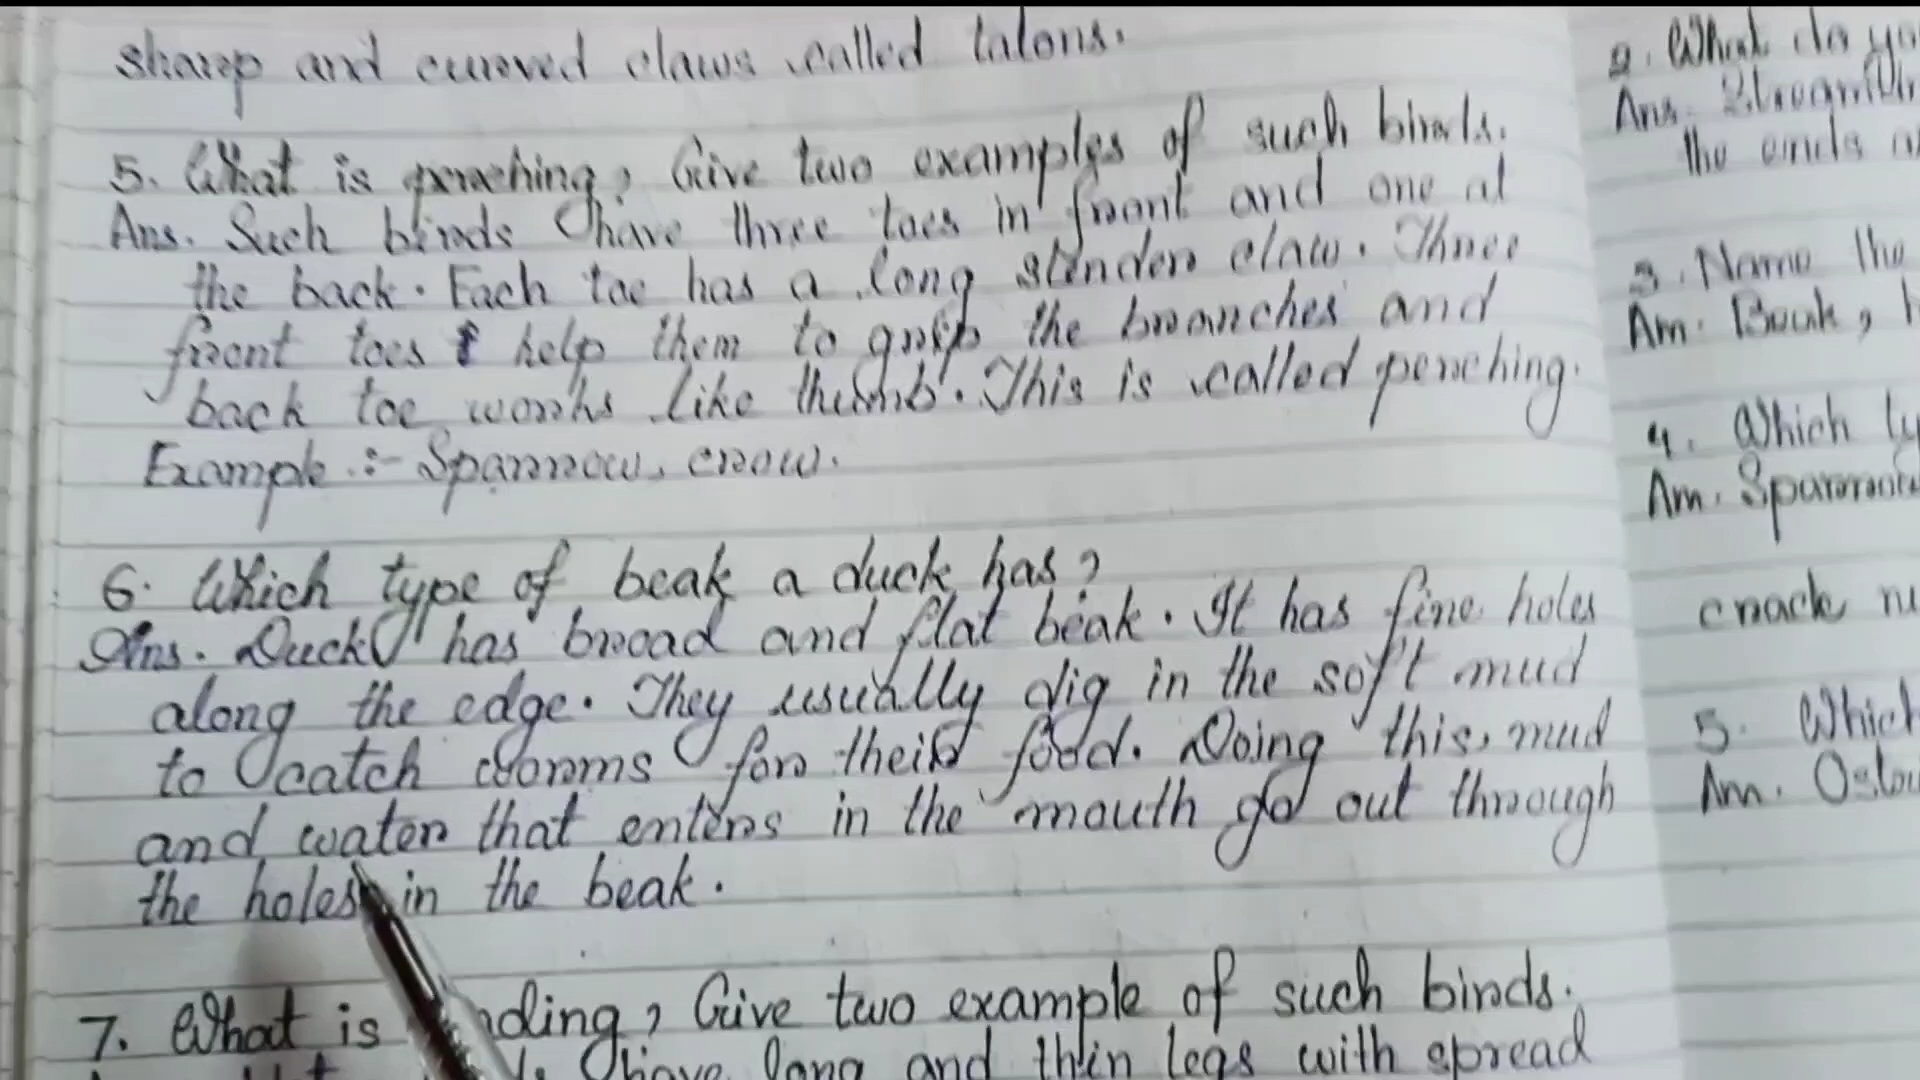 sharp and curved claws called talons.
5. What is perching? Give two examples of such birds.
Ans. Such birds have three toes in front and one at
the back. Each toe has a long slender claw. Three
front toes help them to grip the branches and
back toe works like thumb. This is called perching.
Example :- Sparrow, crow.
6. Which type of beak a duck has?
Ans. Duck has broad and flat beak. It has fine holes
along the edge. They usually dig in the soft mud
to catch worms for their food. Doing this, mud
and water that enters in the mouth go out through
the holes in the beak.
7. What is ding? Give two example of such birds.
have long and thin legs with spread
2. What do yo
Ans.
the ends
3. Name the
Ans. Beak, h
4. Which ty
Ans. Sparrow
crack nu
5. Which
Ans.